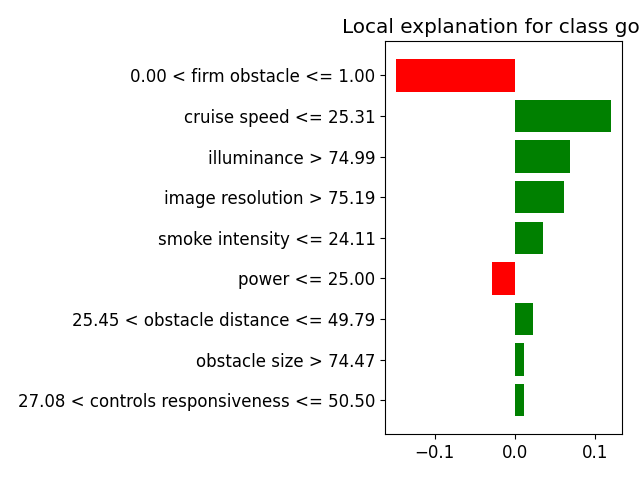 Local explanation for class go
0.00 < firm obstacle <= 1.00
cruise speed <= 25.31
illuminance > 74.99
image resolution > 75.19
smoke intensity <= 24.11
power <= 25.00
25.45 < obstacle distance <= 49.79
obstacle size > 74.47
27.08 < controls responsiveness <= 50.50
−0.1 0.0 0.1